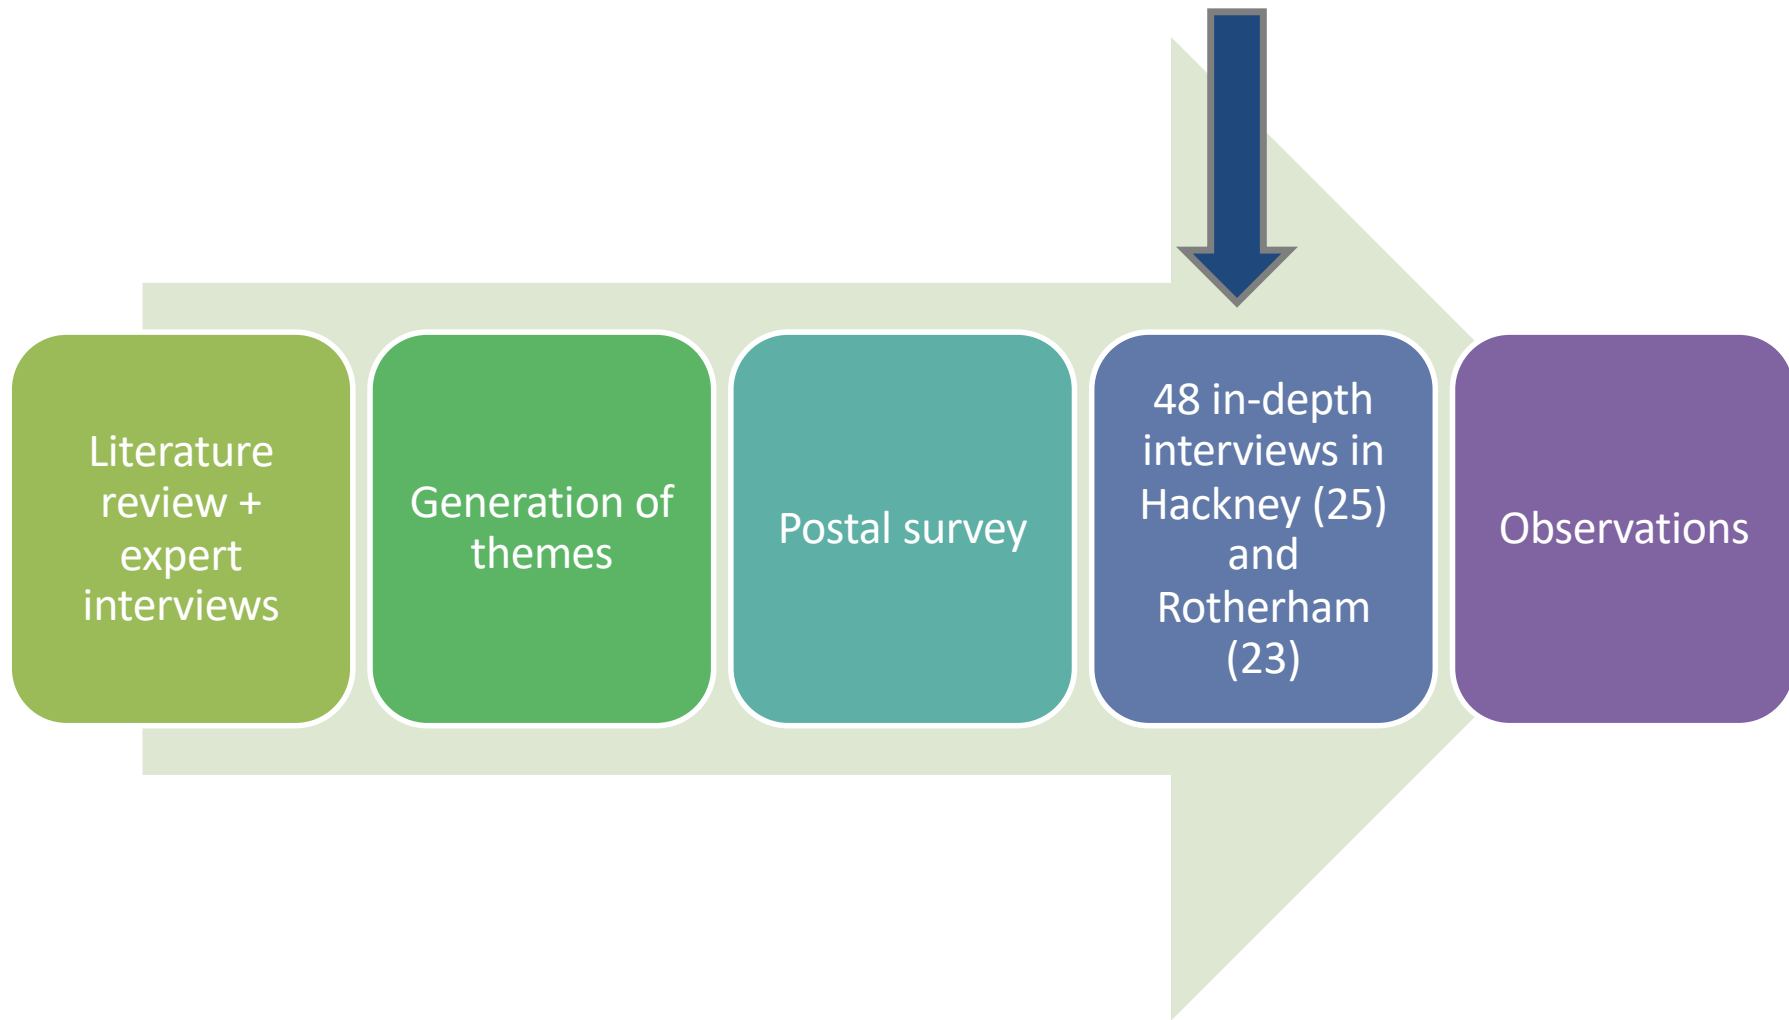 Literature
review +
expert
interviews
Generation of
themes
Postal survey
48 in-depth
interviews in
Hackney (25)
and
Rotherham
(23)
Observations